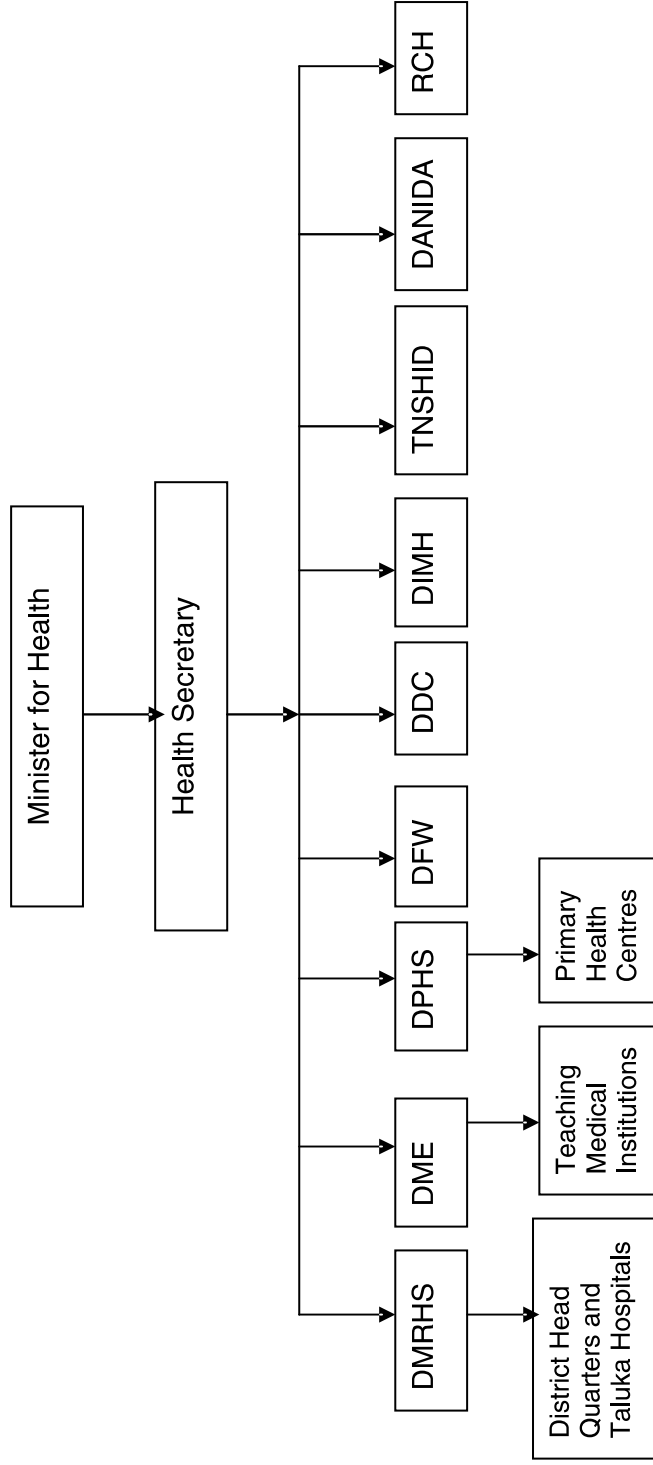 Minister for Health
Health Secretary
DMRHS
DME
DPHS
DFW
DDC
DIMH
TNSHID
DANIDA
RCH
District Head
Quarters and
Taluka Hospitals
Teaching
Medical
Institutions
Primary
Health
Centres